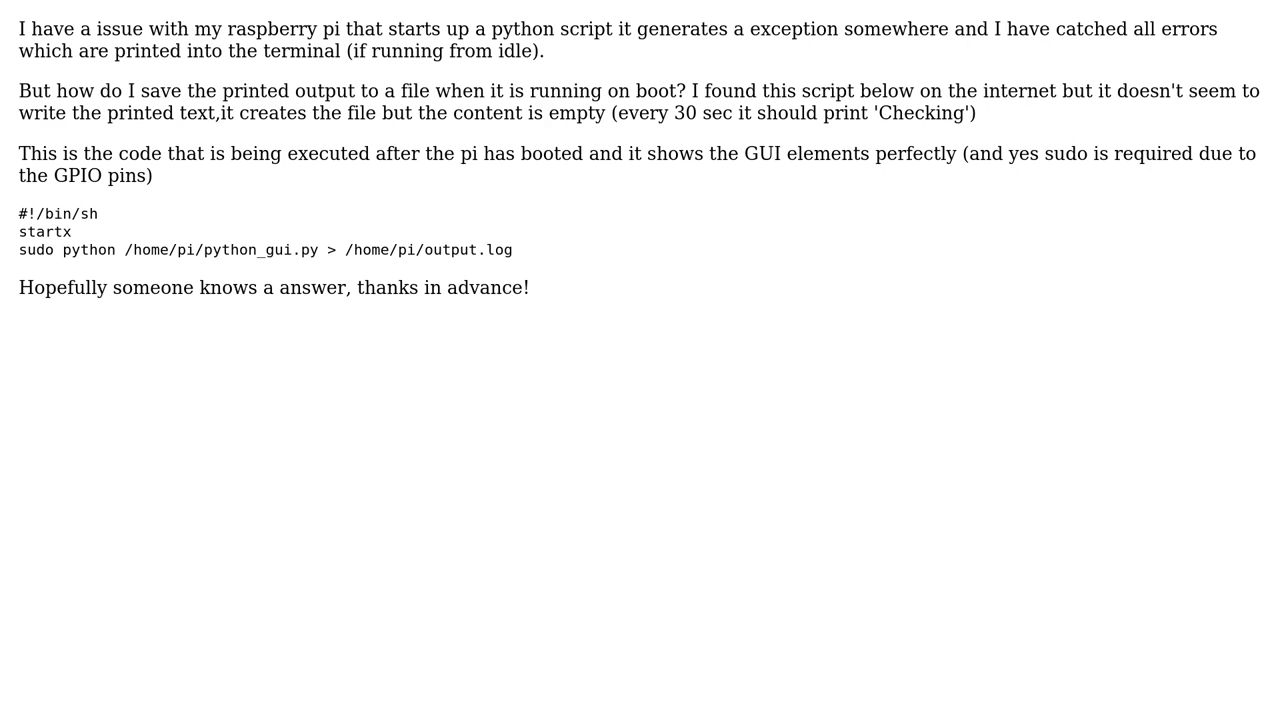 I have a issue with my raspberry pi that starts up a python script it generates a exception somewhere and I have catched all errors
which are printed into the terminal (if running from idle).
But how do I save the printed output to a file when it is running on boot? I found this script below on the internet but it doesn't seem to
write the printed text,it creates the file but the content is empty (every 30 sec it should print 'Checking')
This is the code that is being executed after the pi has booted and it shows the GUI elements perfectly (and yes sudo is required due to
the GPIO pins)
#!/bin/sh
startx
sudo python /home/pi/python_gui.py > /home/pi/output.log
Hopefully someone knows a answer, thanks in advance!